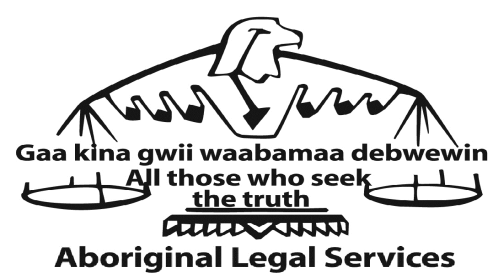 Gaa kina gwii waabamaa debwewin
All those who seek
the truth
Aboriginal Legal Services